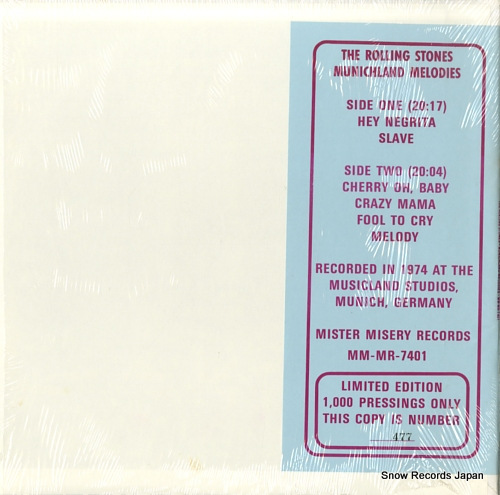 THE ROLLING STONES
MUNICHLAND MELODIES
SIDE ONE (20:17)
HEY NEGRITA
SLAVE
SIDE TWO (20:04)
CHERRY OH, BABY
CRAZY MAMA
FOOL TO CRY
MELODY
RECORDED IN 1974 AT THE
MUSICLAND STUDIOS,
MUNICH, GERMANY
MISTER MISERY RECORDS
MM-MR-7401
LIMITED EDITION
1,000 PRESSINGS ONLY
THIS COPY IS NUMBER
477
Snow Records Japan